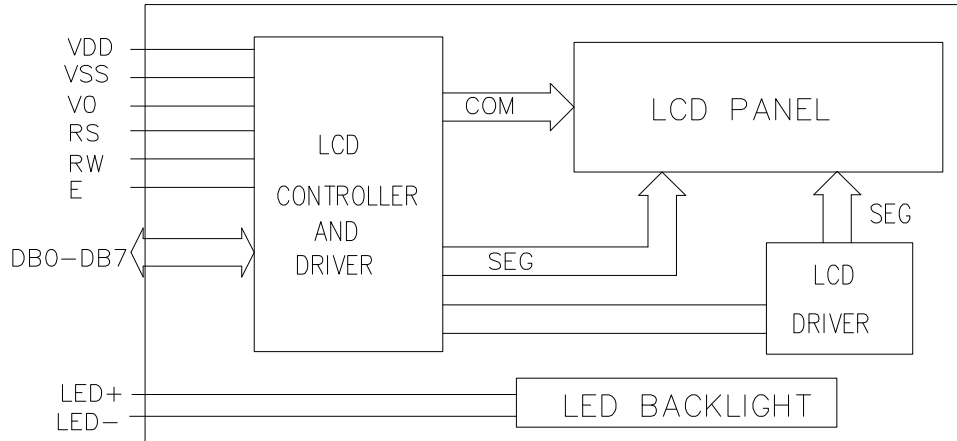 VDD
VSS
VO
RS
RW
E
DB0-DB7
LED+
LED-
LCD
CONTROLLER
AND
DRIVER
COM
SEG
LCD PANEL
SEG
LCD
DRIVER
LED BACKLIGHT